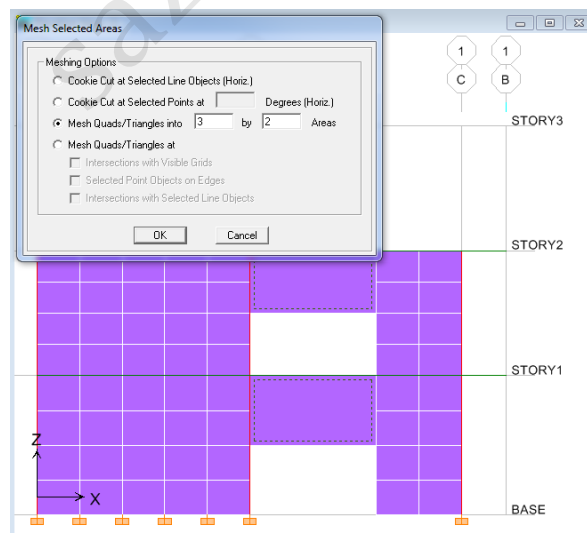 Mesh Selected Areas
Meshing Options
Cookie Cut at Selected Line Objects (Horiz.)
Cookie Cut at Selected Points at Degrees (Horiz.)
Mesh Quads/Triangles into 3 by 2 Areas
Mesh Quads/Triangles at
Intersections with Visible Grids
Selected Point Objects on Edges
Intersections with Selected Line Objects
OK Cancel
1 1
C B
STORY3
STORY2
STORY1
Z
X
BASE